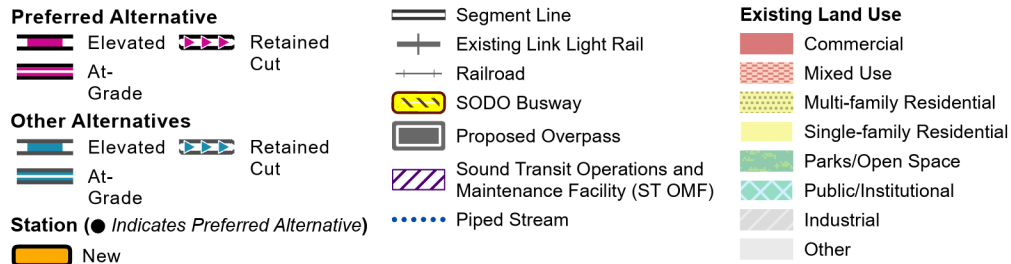 Preferred Alternative
Elevated
Retained
Cut
At-
Grade
Other Alternatives
Elevated
Retained
Cut
At-
Grade
Station (● Indicates Preferred Alternative)
New
Segment Line
Existing Link Light Rail
Railroad
SODO Busway
Proposed Overpass
Sound Transit Operations and
Maintenance Facility (ST OMF)
Piped Stream
Existing Land Use
Commercial
Mixed Use
Multi-family Residential
Single-family Residential
Parks/Open Space
Public/Institutional
Industrial
Other